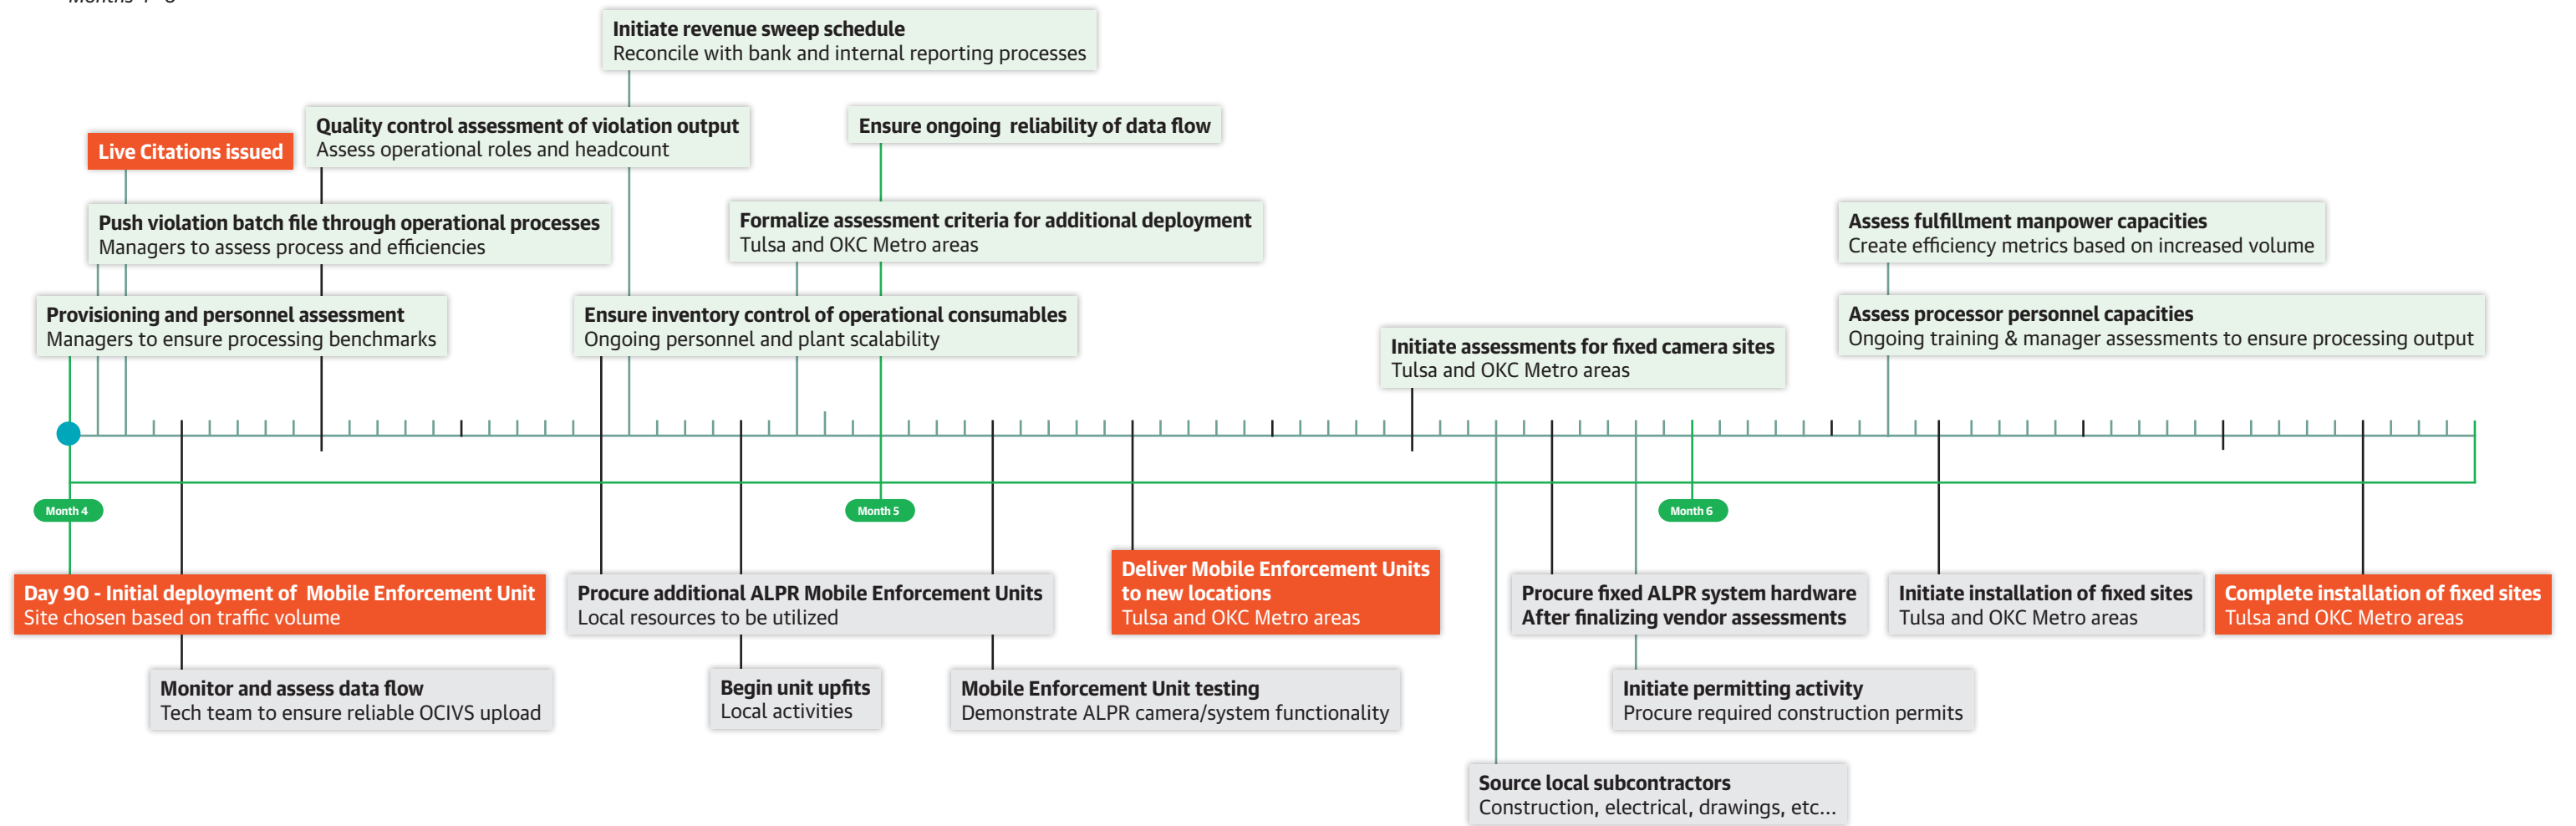 Months 4–6
Initiate revenue sweep schedule
Reconcile with bank and internal reporting processes
Live Citations issued
Quality control assessment of violation output
Assess operational roles and headcount
Ensure ongoing reliability of data flow
Push violation batch file through operational processes
Managers to assess process and efficiencies
Formalize assessment criteria for additional deployment
Tulsa and OKC Metro areas
Assess fulfillment manpower capacities
Create efficiency metrics based on increased volume
Provisioning and personnel assessment
Managers to ensure processing benchmarks
Ensure inventory control of operational consumables
Ongoing personnel and plant scalability
Initiate assessments for fixed camera sites
Tulsa and OKC Metro areas
Assess processor personnel capacities
Ongoing training & manager assessments to ensure processing output
Month 4
Month 5
Month 6
Day 90 - Initial deployment of Mobile Enforcement Unit
Site chosen based on traffic volume
Procure additional ALPR Mobile Enforcement Units
Local resources to be utilized
Deliver Mobile Enforcement Units
to new locations
Tulsa and OKC Metro areas
Procure fixed ALPR system hardware
After finalizing vendor assessments
Initiate installation of fixed sites
Tulsa and OKC Metro areas
Complete installation of fixed sites
Tulsa and OKC Metro areas
Monitor and assess data flow
Tech team to ensure reliable OCIVS upload
Begin unit upfits
Local activities
Mobile Enforcement Unit testing
Demonstrate ALPR camera/system functionality
Initiate permitting activity
Procure required construction permits
Source local subcontractors
Construction, electrical, drawings, etc...